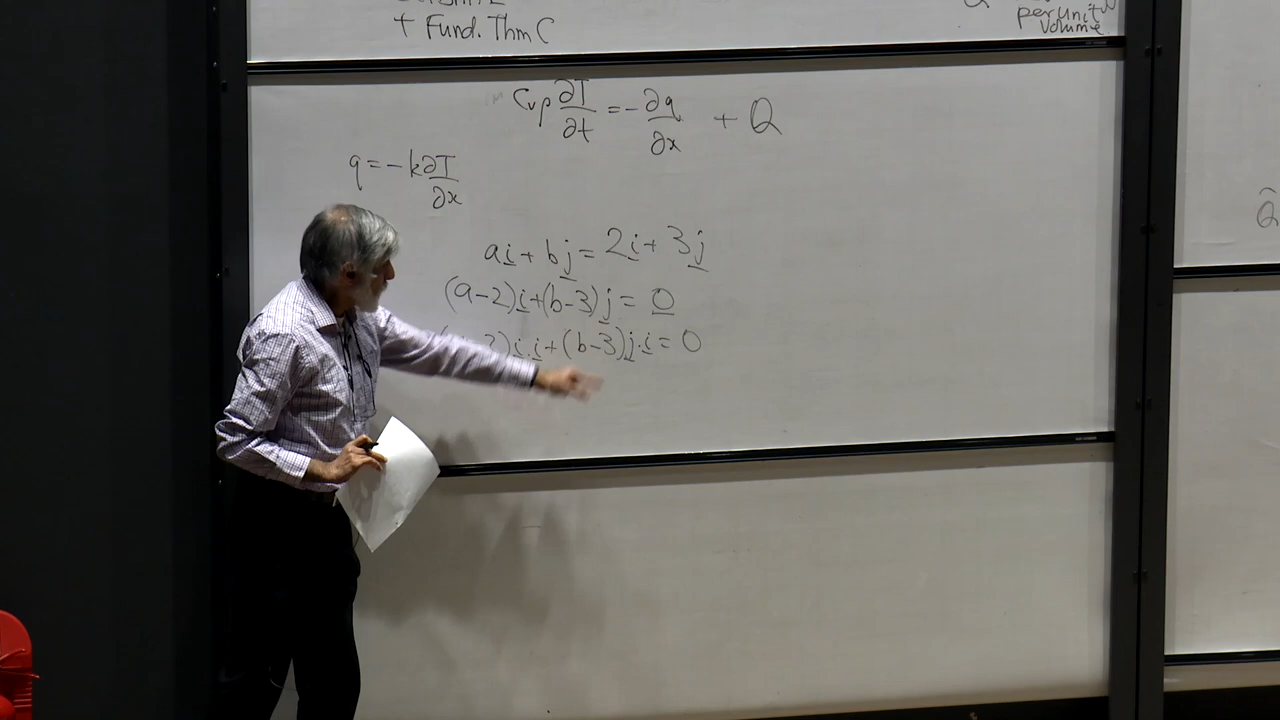 + Fund. Thm C
per unit
volume
Cᵥρ ∂T/∂t = - ∂q/∂x + Q
q = -k ∂T/∂x
ai + bj = 2i + 3j
(a-2)i + (b-3)j = 0
2)i.i + (b-3)j.i = 0
Q̂